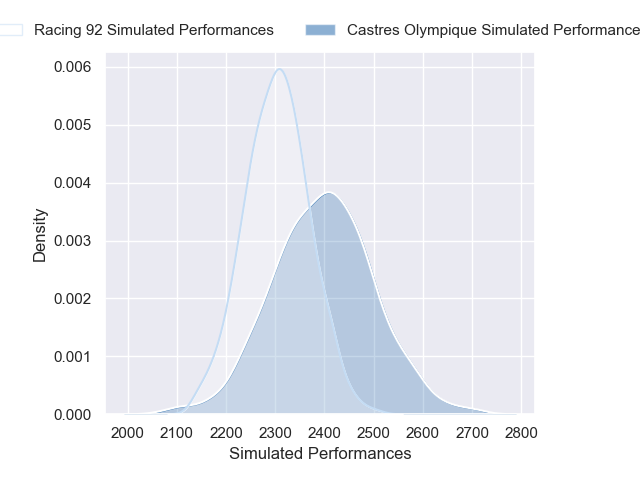 Racing 92 Simulated Performances Castres Olympique Simulated Performance
0.006
0.005
0.004
0.003
0.002
0.001
0.000
Density
2000 2100 2200 2300 2400 2500 2600 2700 2800
Simulated Performances